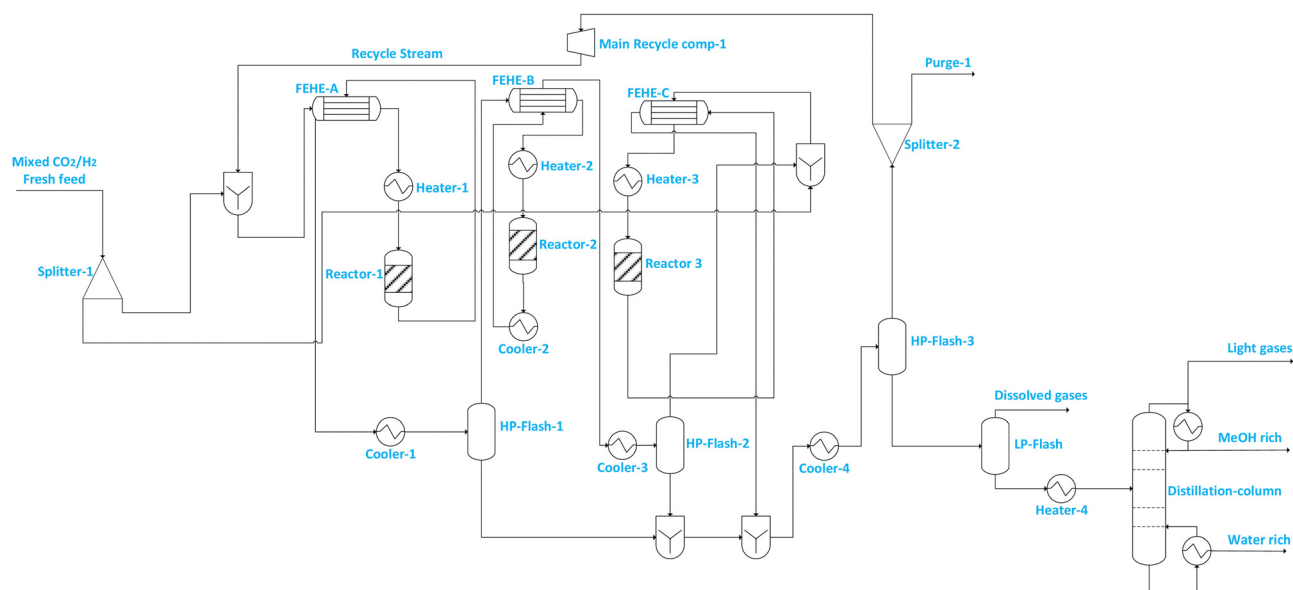 Main Recycle comp-1
Recycle Stream
Purge-1
FEHE-A
FEHE-B
FEHE-C
Splitter-2
Mixed CO2/H2
Fresh feed
Heater-1
Heater-2
Heater-3
Splitter-1
Reactor-1
Reactor-2
Reactor 3
Cooler-2
HP-Flash-3
Light gases
Dissolved gases
HP-Flash-1
HP-Flash-2
LP-Flash
MeOH rich
Cooler-1
Cooler-3
Cooler-4
Heater-4
Distillation-column
Water rich